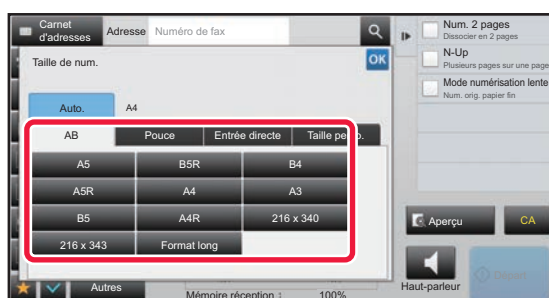 Carnet
d'adresses
Adresse
Numéro de fax
Taille de num.
OK
Auto.
A4
AB
Pouce
Entrée directe
Taille
A5
B5R
B4
A5R
A4
A3
B5
A4R
216 x 340
216 x 343
Format long
Autres
Mémoire réception :
100%
Num. 2 pages
Dissocier en 2 pages
N-Up
Plusieurs pages sur une page
Mode numérisation lente
Num. orig. papier fin
Aperçu
CA
Haut-parleur
Départ